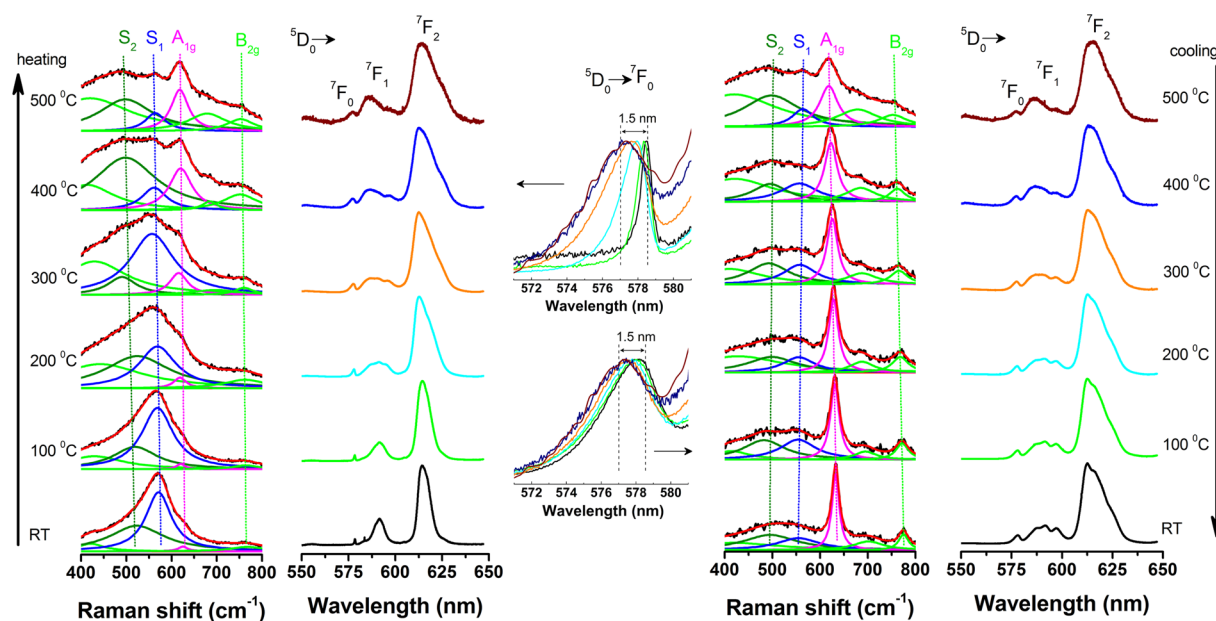 heating
S₂ S₁ A₁g B₂g
500 ⁰C
400 ⁰C
300 ⁰C
200 ⁰C
100 ⁰C
RT
400 500 600 700 800
Raman shift (cm⁻¹)
⁵D₀→
⁷F₀
⁷F₁
⁷F₂
550 575 600 625 650
Wavelength (nm)
⁵D₀→⁷F₀
1.5 nm
572 574 576 578 580
Wavelength (nm)
1.5 nm
572 574 576 578 580
Wavelength (nm)
S₂ S₁ A₁g B₂g
400 500 600 700 800
Raman shift (cm⁻¹)
⁵D₀→
⁷F₀
⁷F₁
⁷F₂
550 575 600 625 650
Wavelength (nm)
cooling
500 ⁰C
400 ⁰C
300 ⁰C
200 ⁰C
100 ⁰C
RT